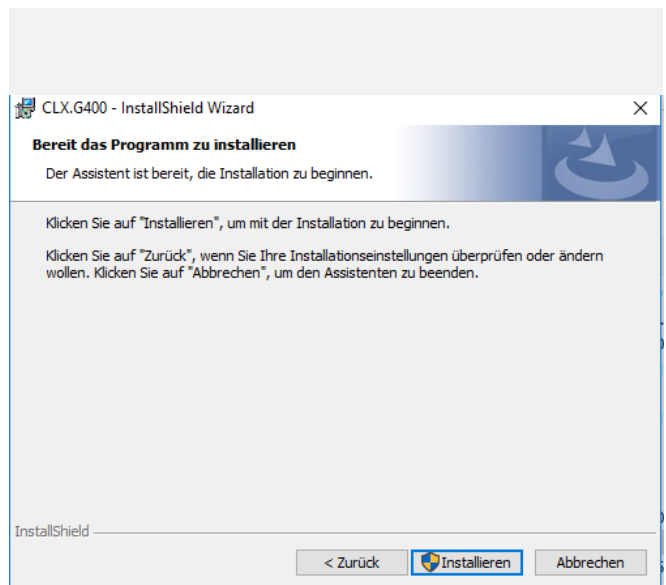 CLX.G400 - InstallShield Wizard
Bereit das Programm zu installieren
Der Assistent ist bereit, die Installation zu beginnen.
Klicken Sie auf "Installieren", um mit der Installation zu beginnen.
Klicken Sie auf "Zurück", wenn Sie Ihre Installationseinstellungen überprüfen oder ändern
wollen. Klicken Sie auf "Abbrechen", um den Assistenten zu beenden.
InstallShield
< Zurück Installieren Abbrechen